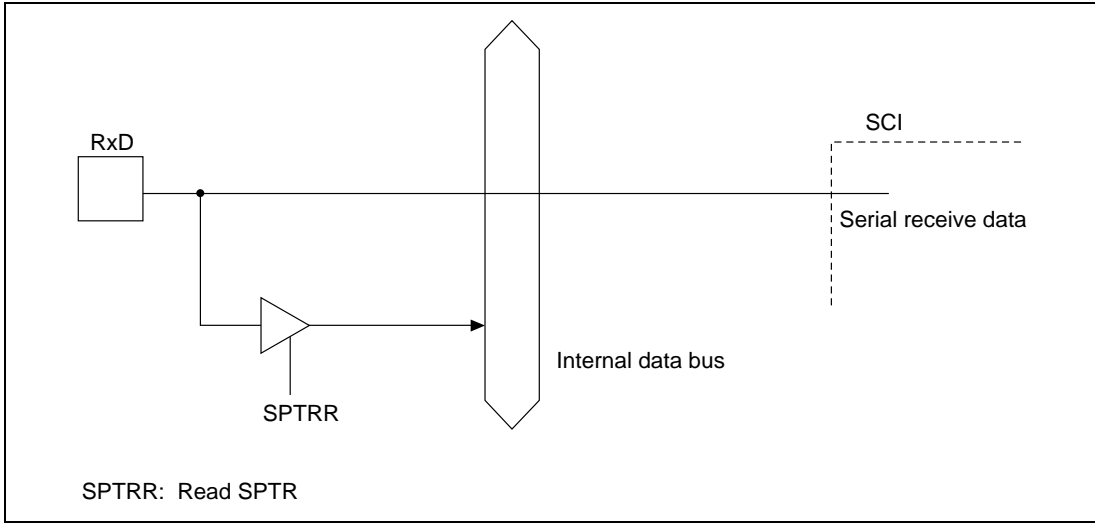 SCI
RxD
Serial receive data
Internal data bus
SPTRR
SPTRR: Read SPTR